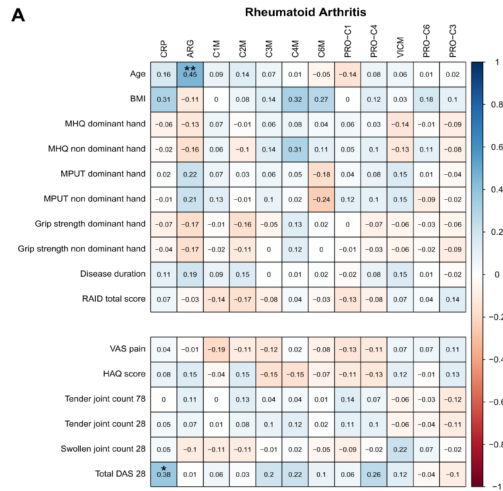 A
Rheumatoid Arthritis
CRP ARG C1M C2M C3M C4M C6M PRO-C1 PRO-C4 VICM PRO-C6 PRO-C3
Age 0.16 **0.45 0.09 0.14 0.07 0.01 −0.05 −0.14 0.08 0.06 0.01 0.02
BMI 0.31 −0.11 0 0.08 0.14 0.32 0.27 0 0.12 0.03 0.18 0.1
MHQ dominant hand −0.06 −0.13 0.07 −0.01 0.06 0.08 0.04 0.06 0.03 −0.14 −0.03 −0.09
MHQ non dominant hand −0.02 −0.16 0.06 −0.1 0.14 0.31 0.11 0.05 0.1 −0.13 0.11 −0.08
MPUT dominant hand 0.02 0.22 0.07 0.03 0.06 0.05 −0.18 0.06 0.08 0.15 0.01 −0.02
MPUT non dominant hand −0.01 0.21 0.13 −0.01 0.1 0.07 −0.24 0.12 0.1 0.15 −0.09 −0.02
Grip strength dominant hand −0.07 −0.17 −0.01 −0.16 −0.05 0.13 0.02 0 −0.07 −0.06 −0.06 −0.06
Grip strength non dominant hand −0.04 −0.17 −0.02 −0.11 0 0.12 0 −0.01 −0.03 −0.06 −0.02 −0.09
Disease duration 0.11 0.19 0.09 0.15 0 0.01 0.02 −0.02 0.08 0.15 0.01 −0.02
RAID total score 0.07 −0.03 −0.14 −0.17 −0.08 0.04 −0.03 −0.13 −0.08 0.07 0.04 0.14
VAS pain 0.04 −0.01 −0.19 −0.11 −0.12 0.02 −0.08 −0.13 −0.11 0.07 0.07 0.11
HAQ score 0.08 0.15 −0.04 0.15 −0.15 −0.15 −0.07 −0.11 −0.13 0.12 −0.01 0.13
Tender joint count 78 0 0.11 0 0.13 0.04 0.04 0.01 0.14 0.07 −0.06 −0.03 −0.12
Tender joint count 28 0.05 0.07 0.01 0.08 0.1 0.12 0.02 0.11 0.1 −0.06 −0.04 −0.11
Swollen joint count 28 0.05 −0.1 −0.11 −0.11 −0.01 0.05 −0.02 −0.09 −0.02 0.22 0.07 −0.02
Total DAS 28 *0.38 0.01 0.06 0.03 0.2 0.22 0.1 0.06 0.26 0.12 −0.04 −0.1
1
0.8
0.6
0.4
0.2
0
−0.2
−0.4
−0.6
−0.8
−1